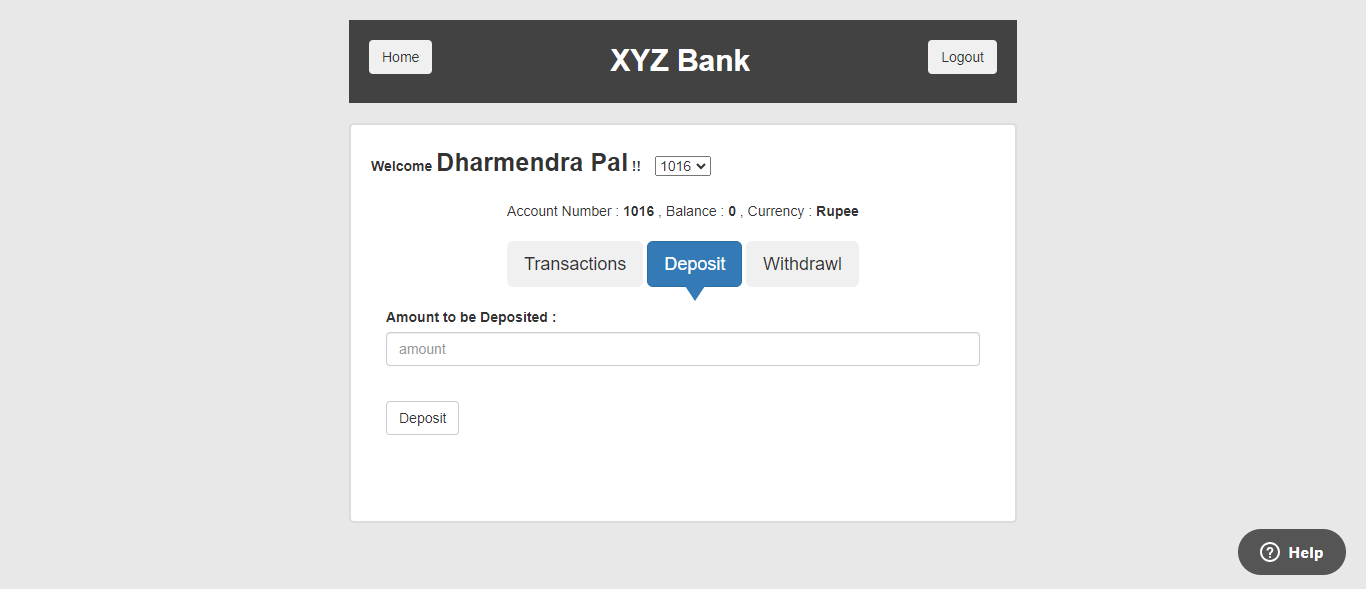 Home XYZ Bank Logout
Welcome Dharmendra Pal !! 1016
Account Number : 1016 , Balance : 0 , Currency : Rupee
Transactions Deposit Withdrawl
Amount to be Deposited :
amount
Deposit
Help